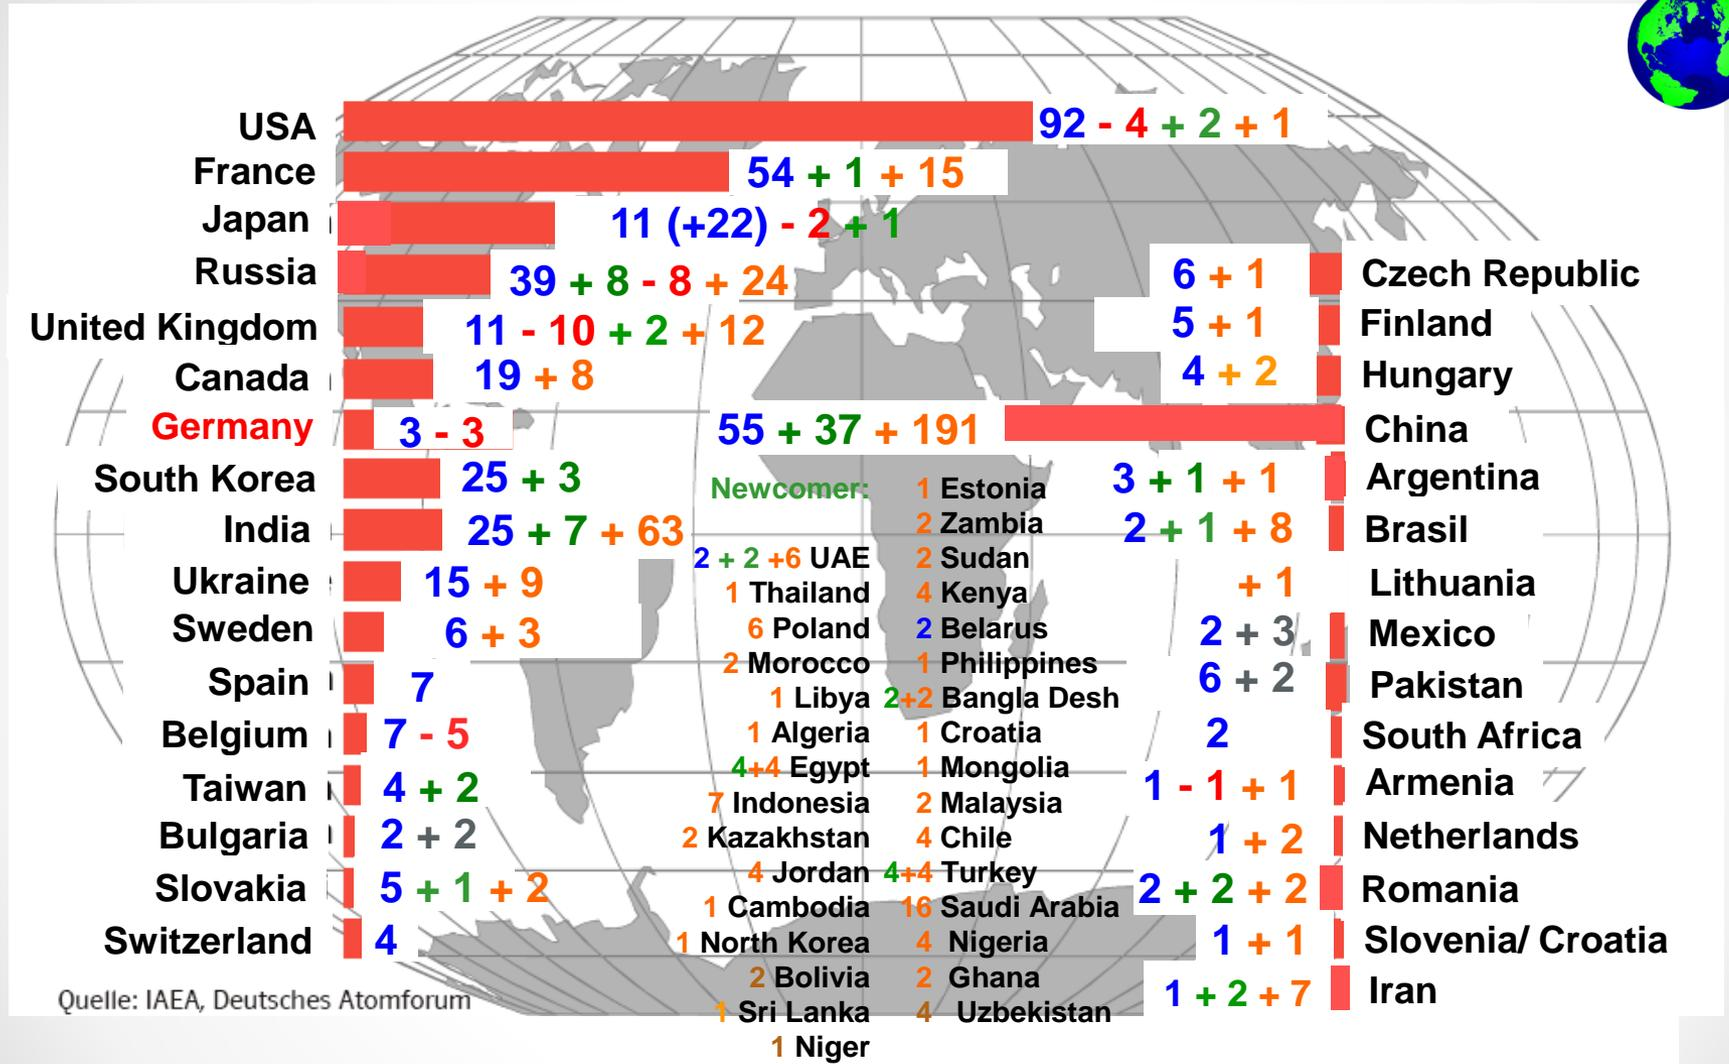 USA 92 - 4 + 2 + 1
France 54 + 1 + 15
Japan 11 (+22) - 2 + 1
Russia 39 + 8 - 8 + 24
United Kingdom 11 - 10 + 2 + 12
Canada 19 + 8
Germany 3 - 3
South Korea 25 + 3
India 25 + 7 + 63
Ukraine 15 + 9
Sweden 6 + 3
Spain 7
Belgium 7 - 5
Taiwan 4 + 2
Bulgaria 2 + 2
Slovakia 5 + 1 + 2
Switzerland 4
Quelle: IAEA, Deutsches Atomforum
Newcomer:
2 + 2 +6 UAE
1 Thailand
6 Poland
2 Morocco
1 Libya
1 Algeria
4+4 Egypt
7 Indonesia
2 Kazakhstan
4 Jordan
1 Cambodia
1 North Korea
2 Bolivia
1 Sri Lanka
1 Niger
1 Estonia
2 Zambia
2 Sudan
4 Kenya
2 Belarus
1 Philippines
2+2 Bangla Desh
1 Croatia
1 Mongolia
2 Malaysia
4 Chile
4+4 Turkey
16 Saudi Arabia
4 Nigeria
2 Ghana
4 Uzbekistan
6 + 1 Czech Republic
5 + 1 Finland
4 + 2 Hungary
55 + 37 + 191 China
3 + 1 + 1 Argentina
2 + 1 + 8 Brasil
+ 1 Lithuania
2 + 3 Mexico
6 + 2 Pakistan
2 South Africa
1 - 1 + 1 Armenia
1 + 2 Netherlands
2 + 2 + 2 Romania
1 + 1 Slovenia/ Croatia
1 + 2 + 7 Iran